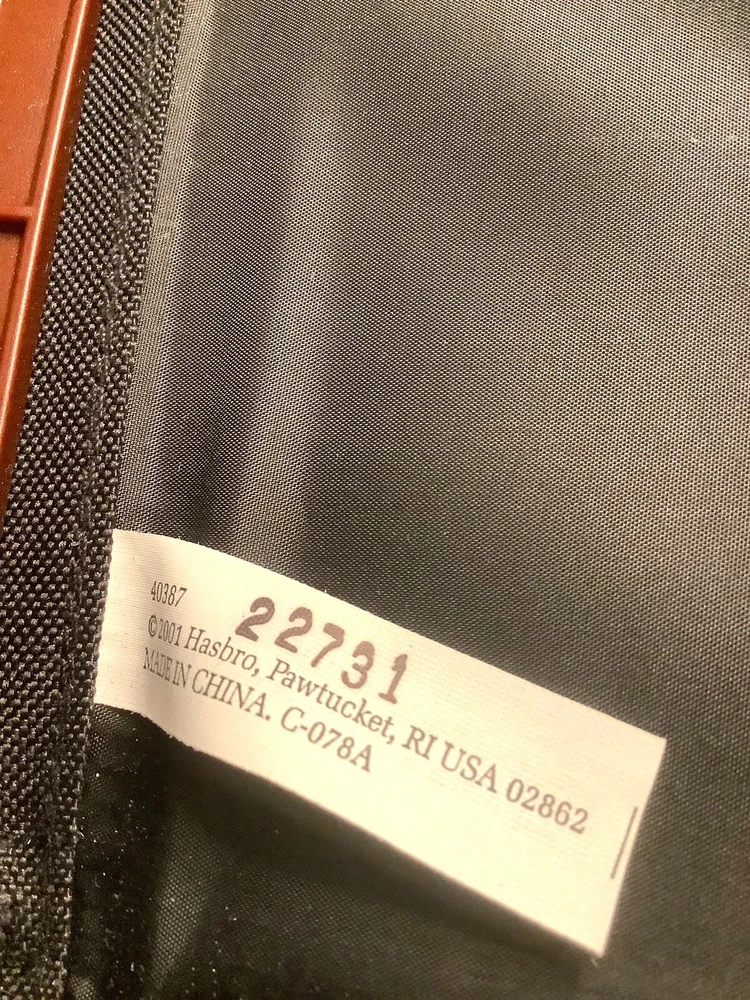 40387
22731
©2001 Hasbro, Pawtucket, RI USA 02862
MADE IN CHINA. C-078A